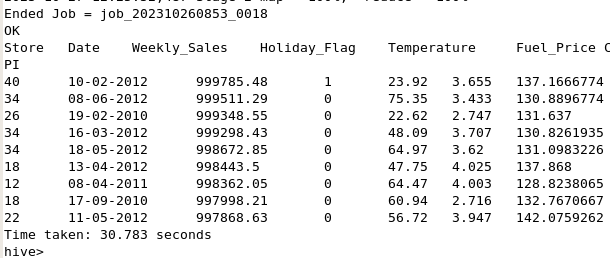 Ended Job = job_202310260853_0018
OK
Store Date Weekly_Sales Holiday_Flag Temperature Fuel_Price C
PI
40 10-02-2012 999785.48 1 23.92 3.655 137.1666774
34 08-06-2012 999511.29 0 75.35 3.433 130.8896774
26 19-02-2010 999348.55 0 22.62 2.747 131.637
34 16-03-2012 999298.43 0 48.09 3.707 130.8261935
34 18-05-2012 998672.85 0 64.97 3.62 131.0983226
18 13-04-2012 998443.5 0 47.75 4.025 137.868
12 08-04-2011 998362.05 0 64.47 4.003 128.8238065
18 17-09-2010 997998.21 0 60.94 2.716 132.7670667
22 11-05-2012 997868.63 0 56.72 3.947 142.0759262
Time taken: 30.783 seconds
hive>